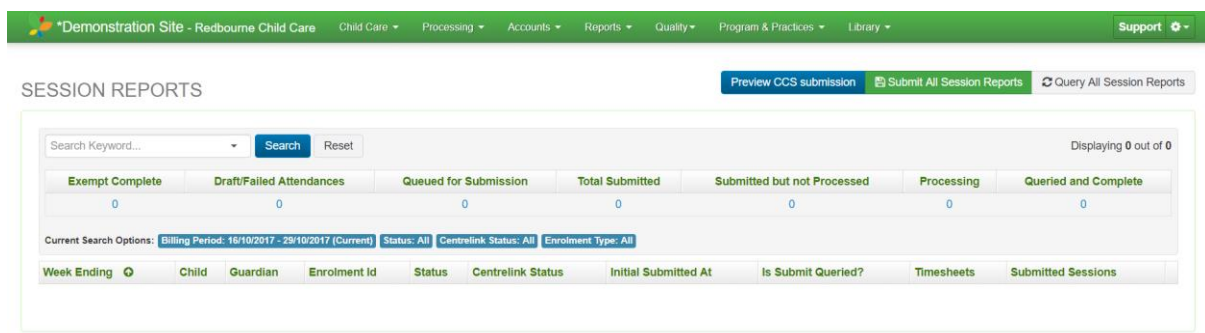 *Demonstration Site - Redbourne Child Care Child Care Processing Accounts Reports Quality Program & Practices Library Support
SESSION REPORTS
Preview CCS submission Submit All Session Reports Query All Session Reports
Search Keyword... Search Reset Displaying 0 out of 0
Exempt Complete Draft/Failed Attendances Queued for Submission Total Submitted Submitted but not Processed Processing Queried and Complete
0 0 0 0 0 0 0
Current Search Options: Billing Period: 16/10/2017 - 29/10/2017 (Current) Status: All Centrelink Status: All Enrolment Type: All
Week Ending Child Guardian Enrolment Id Status Centrelink Status Initial Submitted At Is Submit Queried? Timesheets Submitted Sessions